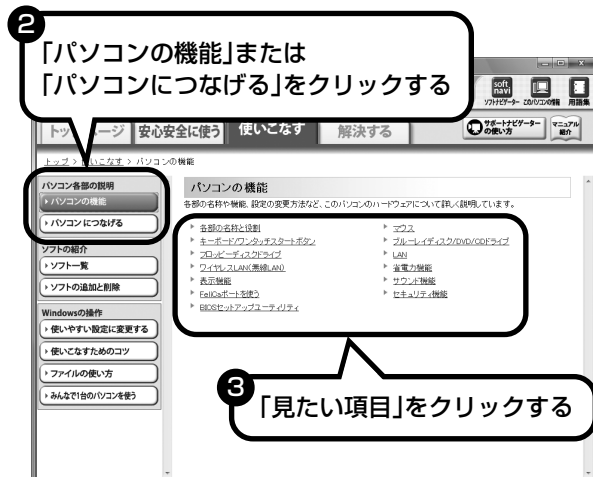 2
「パソコンの機能」または
「パソコンにつなげる」をクリックする
soft navi
ソフトナビゲーター
このパソコンの情報
用語集
トッ
ージ
安心安全に使う
使いこなす
解決する
サポートナビゲーターの使い方
マニュアル紹介
トップ > 使いこなす > パソコンの機能
パソコン各部の説明
パソコンの機能
パソコンにつなげる
ソフトの紹介
ソフト一覧
ソフトの追加と削除
Windowsの操作
使いやすい設定に変更する
使いこなすためのコツ
ファイルの使い方
みんなで1台のパソコンを使う
パソコンの機能
各部の名称や機能、設定の変更方法など、このパソコンのハードウェアについて詳しく説明しています。
各部の名称と役割
キーボード/ワンタッチスタートボタン
フロッピーディスクドライブ
ワイヤレスLAN(無線LAN)
表示機能
FeliCaポートを使う
BIOSセットアップユーティリティ
マウス
ブルーレイディスク/DVD/CDドライブ
LAN
省電力機能
サウンド機能
セキュリティ機能
3
「見たい項目」をクリックする